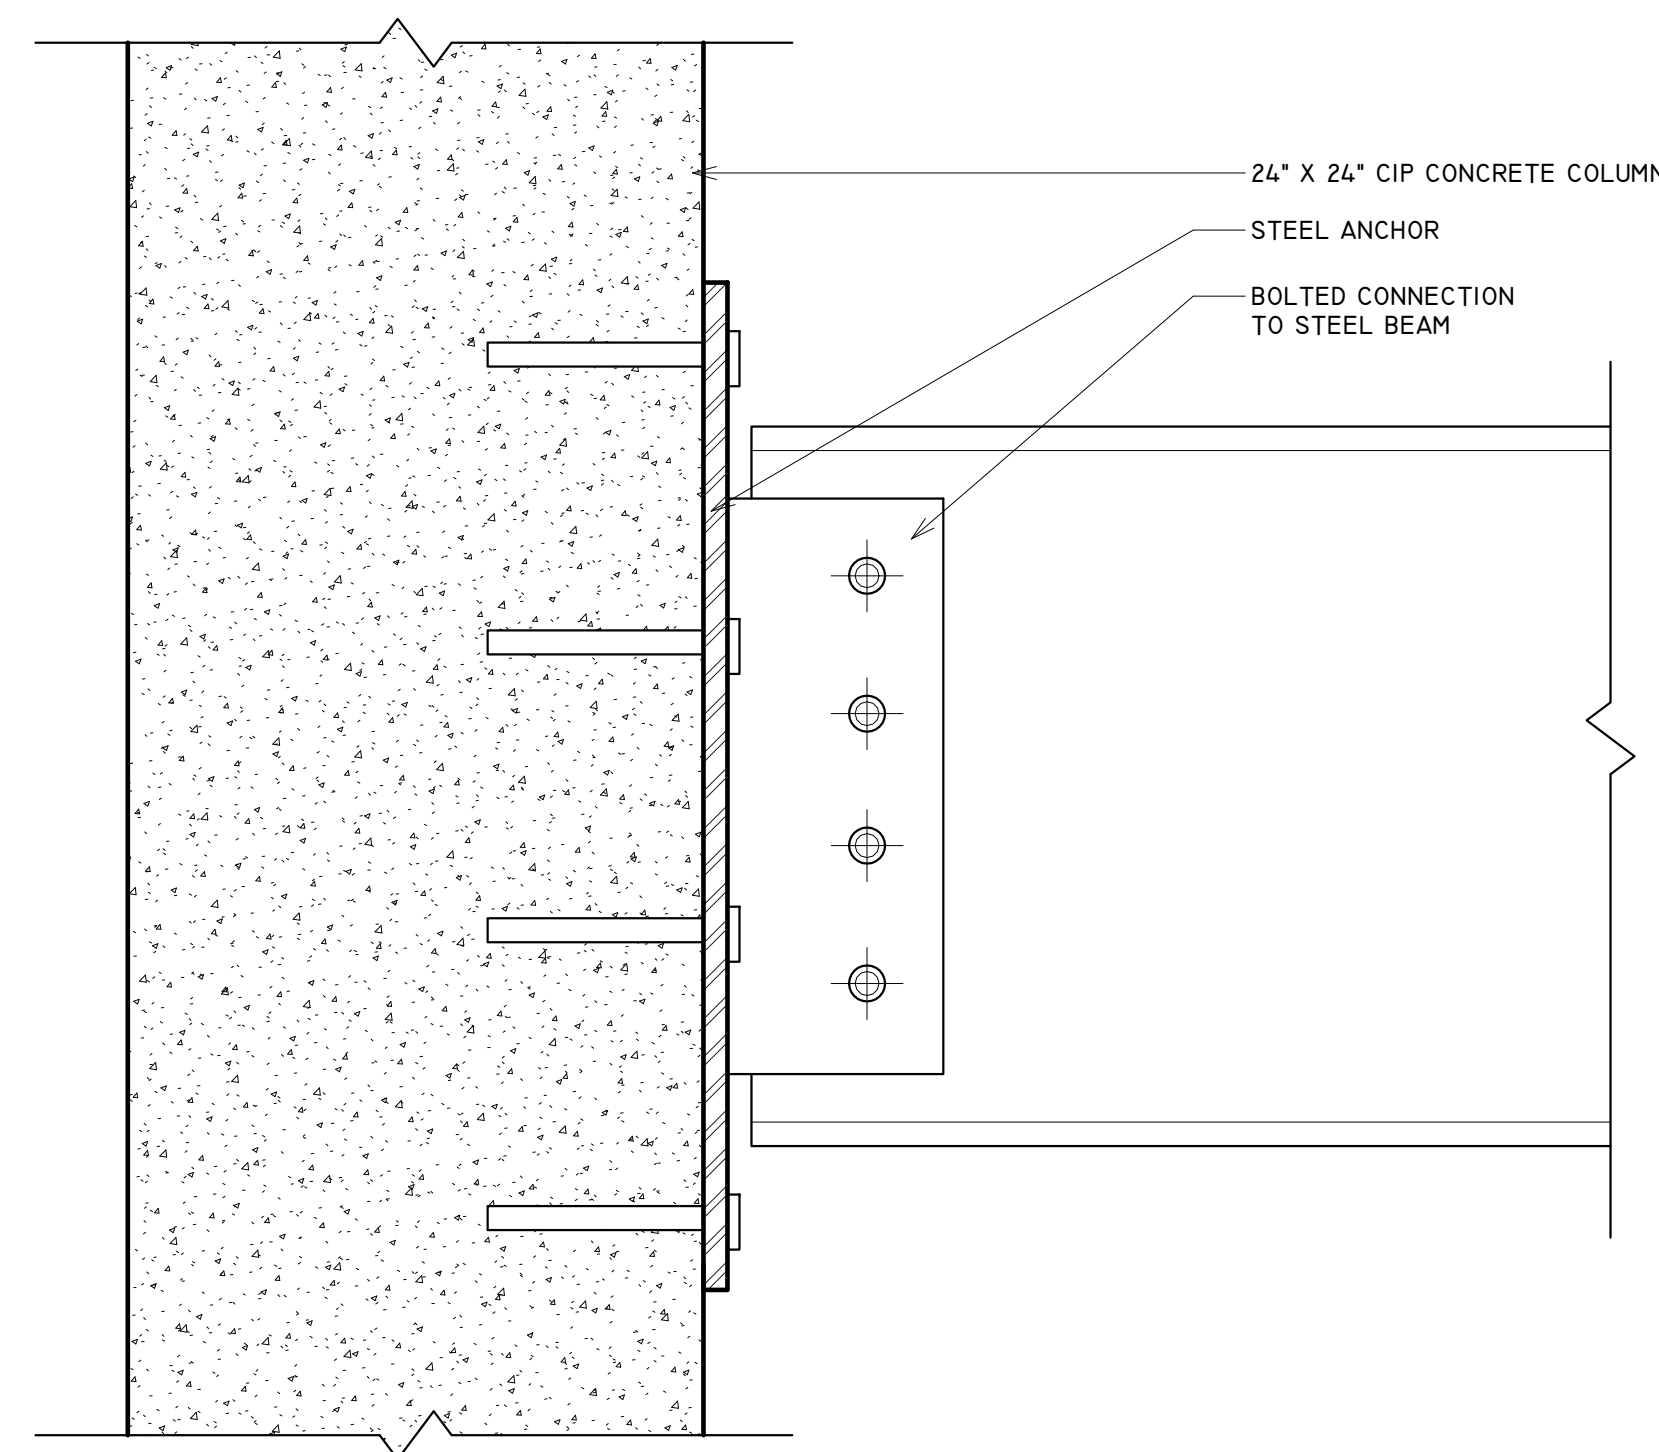 24" X 24" CIP CONCRETE COLUMN
STEEL ANCHOR
BOLTED CONNECTION
TO STEEL BEAM